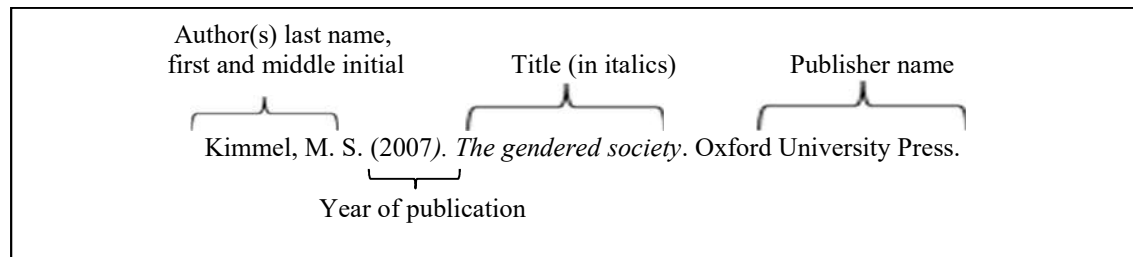 Author(s) last name,
first and middle initial
Title (in italics)
Publisher name
Kimmel, M. S. (2007). The gendered society. Oxford University Press.
Year of publication